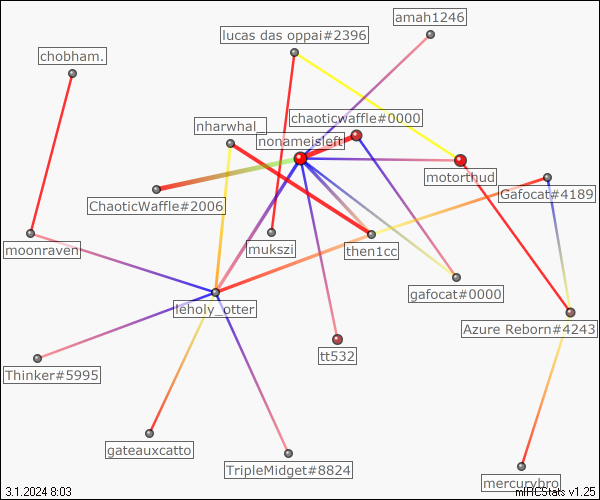 amah1246
lucas das oppai#2396
chobham.
chaoticwaffle#0000
nharwhal_
nonameisleft
motorthud
Gafocat#4189
ChaoticWaffle#2006
moonraven
mukszi
then1cc
gafocat#0000
leholy_otter
Azure Reborn#4243
tt532
Thinker#5995
gateauxcatto
TripleMidget#8824
mercurybro
3.1.2024 8:03
mIRCStats v1.25